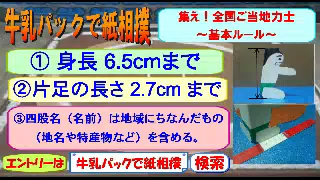 牛乳パックで紙相撲
集え！全国ご当地力士
～基本ルール～
① 身長 6.5cmまで
②片足の長さ 2.7cm まで
③四股名（名前）は地域にちなんだもの
（地名や特産物など）を含める。
エントリーは 牛乳パックで紙相撲 検索